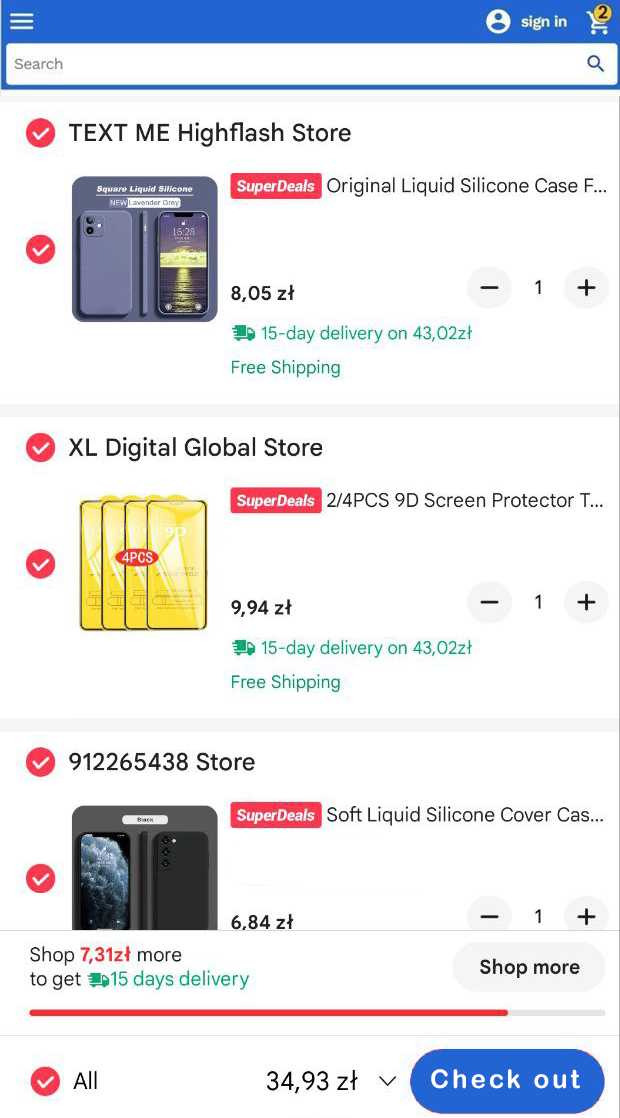 sign in
2
Search
TEXT ME Highflash Store
Square Liquid Silicone
NEW Lavender Grey
16:28
SuperDeals Original Liquid Silicone Case F...
8,05 zł
1
15-day delivery on 43,02zł
Free Shipping
XL Digital Global Store
9D
4PCS
SuperDeals 2/4PCS 9D Screen Protector T...
9,94 zł
1
15-day delivery on 43,02zł
Free Shipping
912265438 Store
Black
SuperDeals Soft Liquid Silicone Cover Cas...
6,84 zł
1
Shop 7,31zł more
to get 15 days delivery
Shop more
All
34,93 zł
Check out